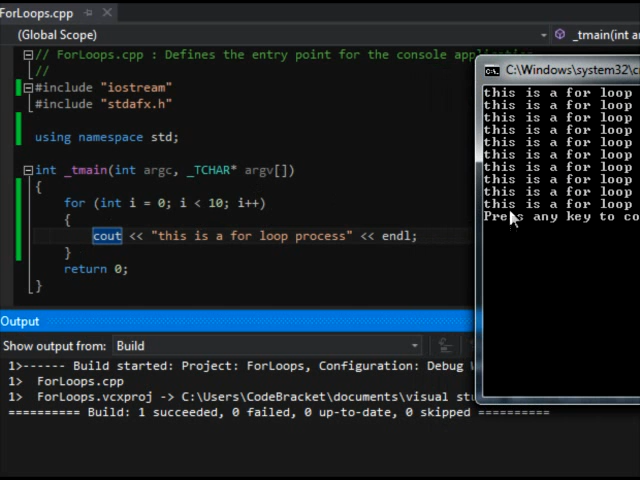 ForLoops.cpp
(Global Scope)
_tmain(int ar
// ForLoops.cpp : Defines the entry point for the console application.
//
#include "iostream"
#include "stdafx.h"
using namespace std;
int _tmain(int argc, _TCHAR* argv[])
{
for (int i = 0; i < 10; i++)
{
cout << "this is a for loop process" << endl;
}
return 0;
}
C:\Windows\system32\c
this is a for loop
this is a for loop
this is a for loop
this is a for loop
this is a for loop
this is a for loop
this is a for loop
this is a for loop
this is a for loop
this is a for loop
Press any key to co
Output
Show output from: Build
1>------ Build started: Project: ForLoops, Configuration: Debug W
1> ForLoops.cpp
1> ForLoops.vcxproj -> C:\Users\CodeBracket\documents\visual stu
========== Build: 1 succeeded, 0 failed, 0 up-to-date, 0 skipped ==========